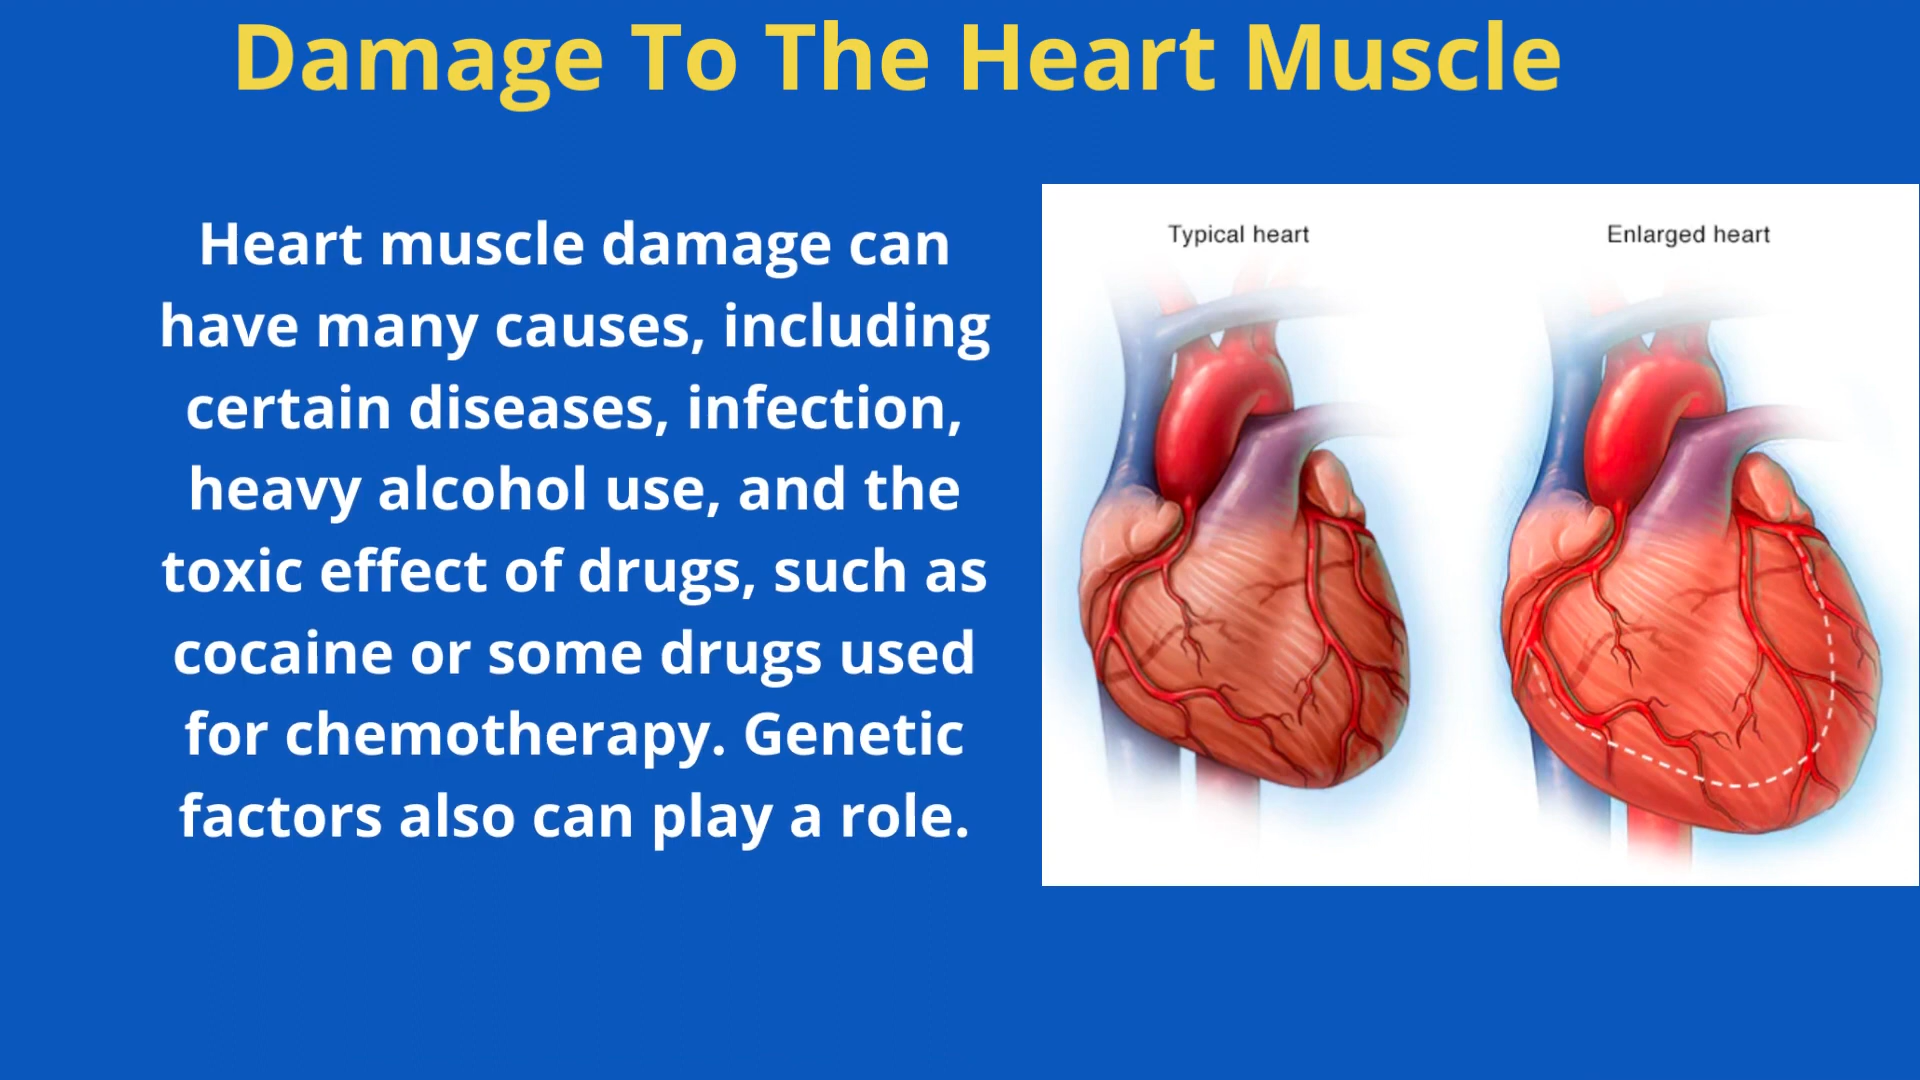 Damage To The Heart Muscle
Heart muscle damage can
have many causes, including
certain diseases, infection,
heavy alcohol use, and the
toxic effect of drugs, such as
cocaine or some drugs used
for chemotherapy. Genetic
factors also can play a role.
Typical heart
Enlarged heart